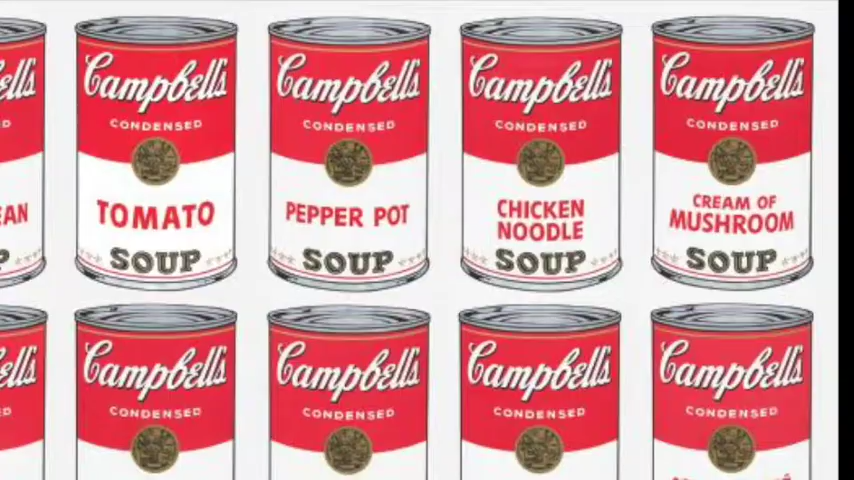 Campbell's Campbell's Campbell's Campbell's
CONDENSED CONDENSED CONDENSED CONDENSED
TOMATO
SOUP
PEPPER POT
SOUP
CHICKEN
NOODLE
SOUP
CREAM OF
MUSHROOM
SOUP
Campbell's Campbell's Campbell's Campbell's
CONDENSED CONDENSED CONDENSED CONDENSED